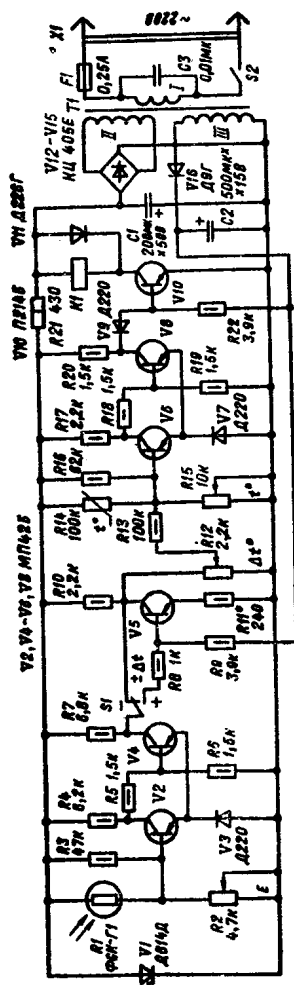 V2, V4-V6, V8 МП42Б
R1
ФСК-Г1
V1
Д814Д
R3
47К
R4
6,2К
R5 1,5К
V2
V3
Д220
R2
4,7К
E
R7
6,8К
V4
R6
1,5К
S1
± Δt
−
+
R8
1К
R9
3,9К
R10
2,2К
V5
R11*
240
R12
2,2К
Δt°
R13
100К
R14
100К
t°
R15
10К
t°
R16
82К
R17
2,2К
R18
1,5К
V6
V7
Д220
R19
1,5К
R20
1,5К
V8
V9
Д220
R21 430
V10 П214Б
K1
V11 Д226Г
V10
R22
3,9К
C1
200мк
×50В
V12-V15
КЦ405Е
T1
II
III
I
V16
Д9Г
500мк×
×15В
C2
F1
0,25А
C3
0,01мк
S2
X1
~ 220В